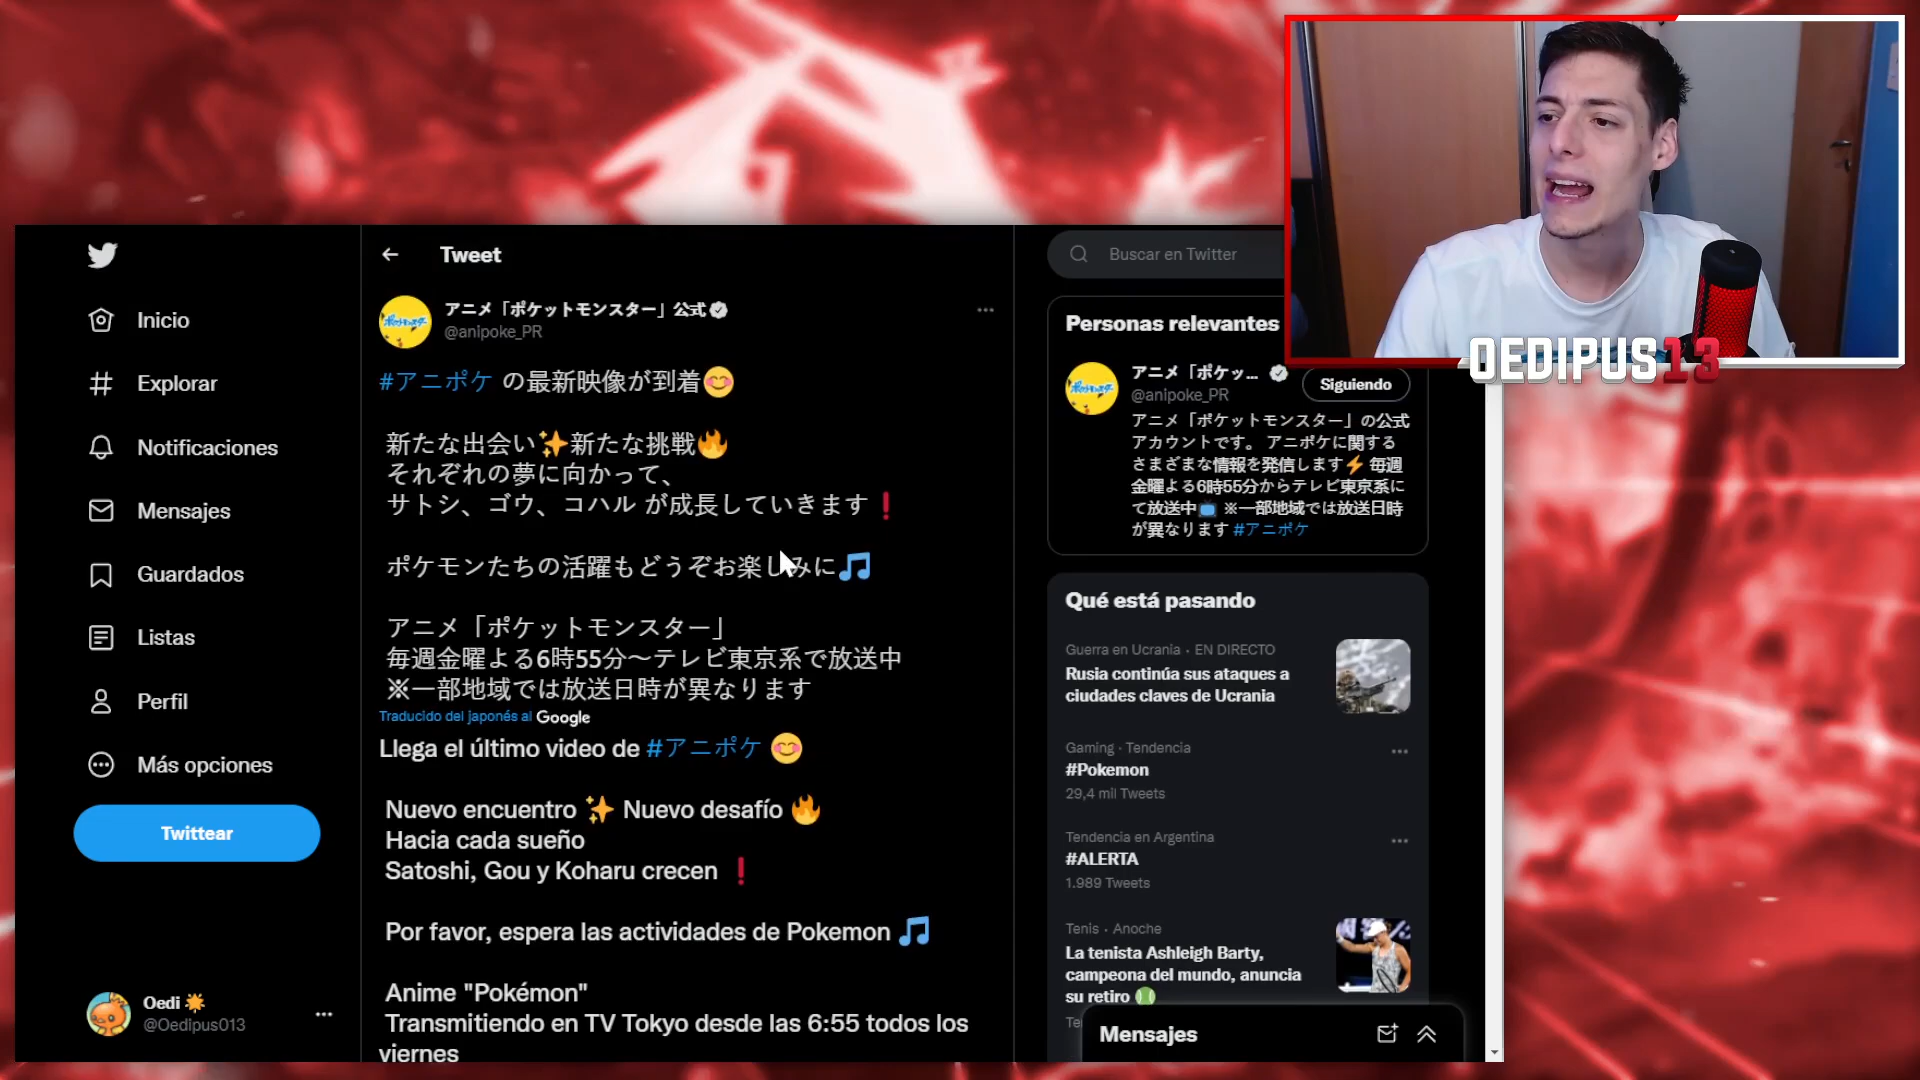 Inicio
Explorar
Notificaciones
Mensajes
Guardados
Listas
Perfil
Más opciones
Twittear
Oedi
@Oedipus013
Tweet
アニメ「ポケットモンスター」公式
@anipoke_PR
#アニポケ の最新映像が到着😊
新たな出会い✨新たな挑戦🔥
それぞれの夢に向かって、
サトシ、ゴウ、コハル が成長していきます❗
ポケモンたちの活躍もどうぞお楽しみに🎵
アニメ「ポケットモンスター」
毎週金曜よる6時55分～テレビ東京系で放送中
※一部地域では放送日時が異なります
Traducido del japonés al Google
Llega el último video de #アニポケ 😊
Nuevo encuentro ✨ Nuevo desafío 🔥
Hacia cada sueño
Satoshi, Gou y Koharu crecen ❗
Por favor, espera las actividades de Pokemon 🎵
Anime "Pokémon"
Transmitiendo en TV Tokyo desde las 6:55 todos los
viernes
Buscar en Twitter
Personas relevantes
アニメ「ポケッ...
@anipoke_PR
Siguiendo
アニメ「ポケットモンスター」の公式
アカウントです。 アニポケに関する
さまざまな情報を発信します⚡ 毎週
金曜よる6時55分からテレビ東京系に
て放送中📺 ※一部地域では放送日時
が異なります #アニポケ
Qué está pasando
Guerra en Ucrania · EN DIRECTO
Rusia continúa sus ataques a
ciudades claves de Ucrania
Gaming · Tendencia
#Pokemon
29,4 mil Tweets
Tendencia en Argentina
#ALERTA
1.989 Tweets
Tenis · Anoche
La tenista Ashleigh Barty,
campeona del mundo, anuncia
su retiro 🎾
Mensajes
OEDIPUS13